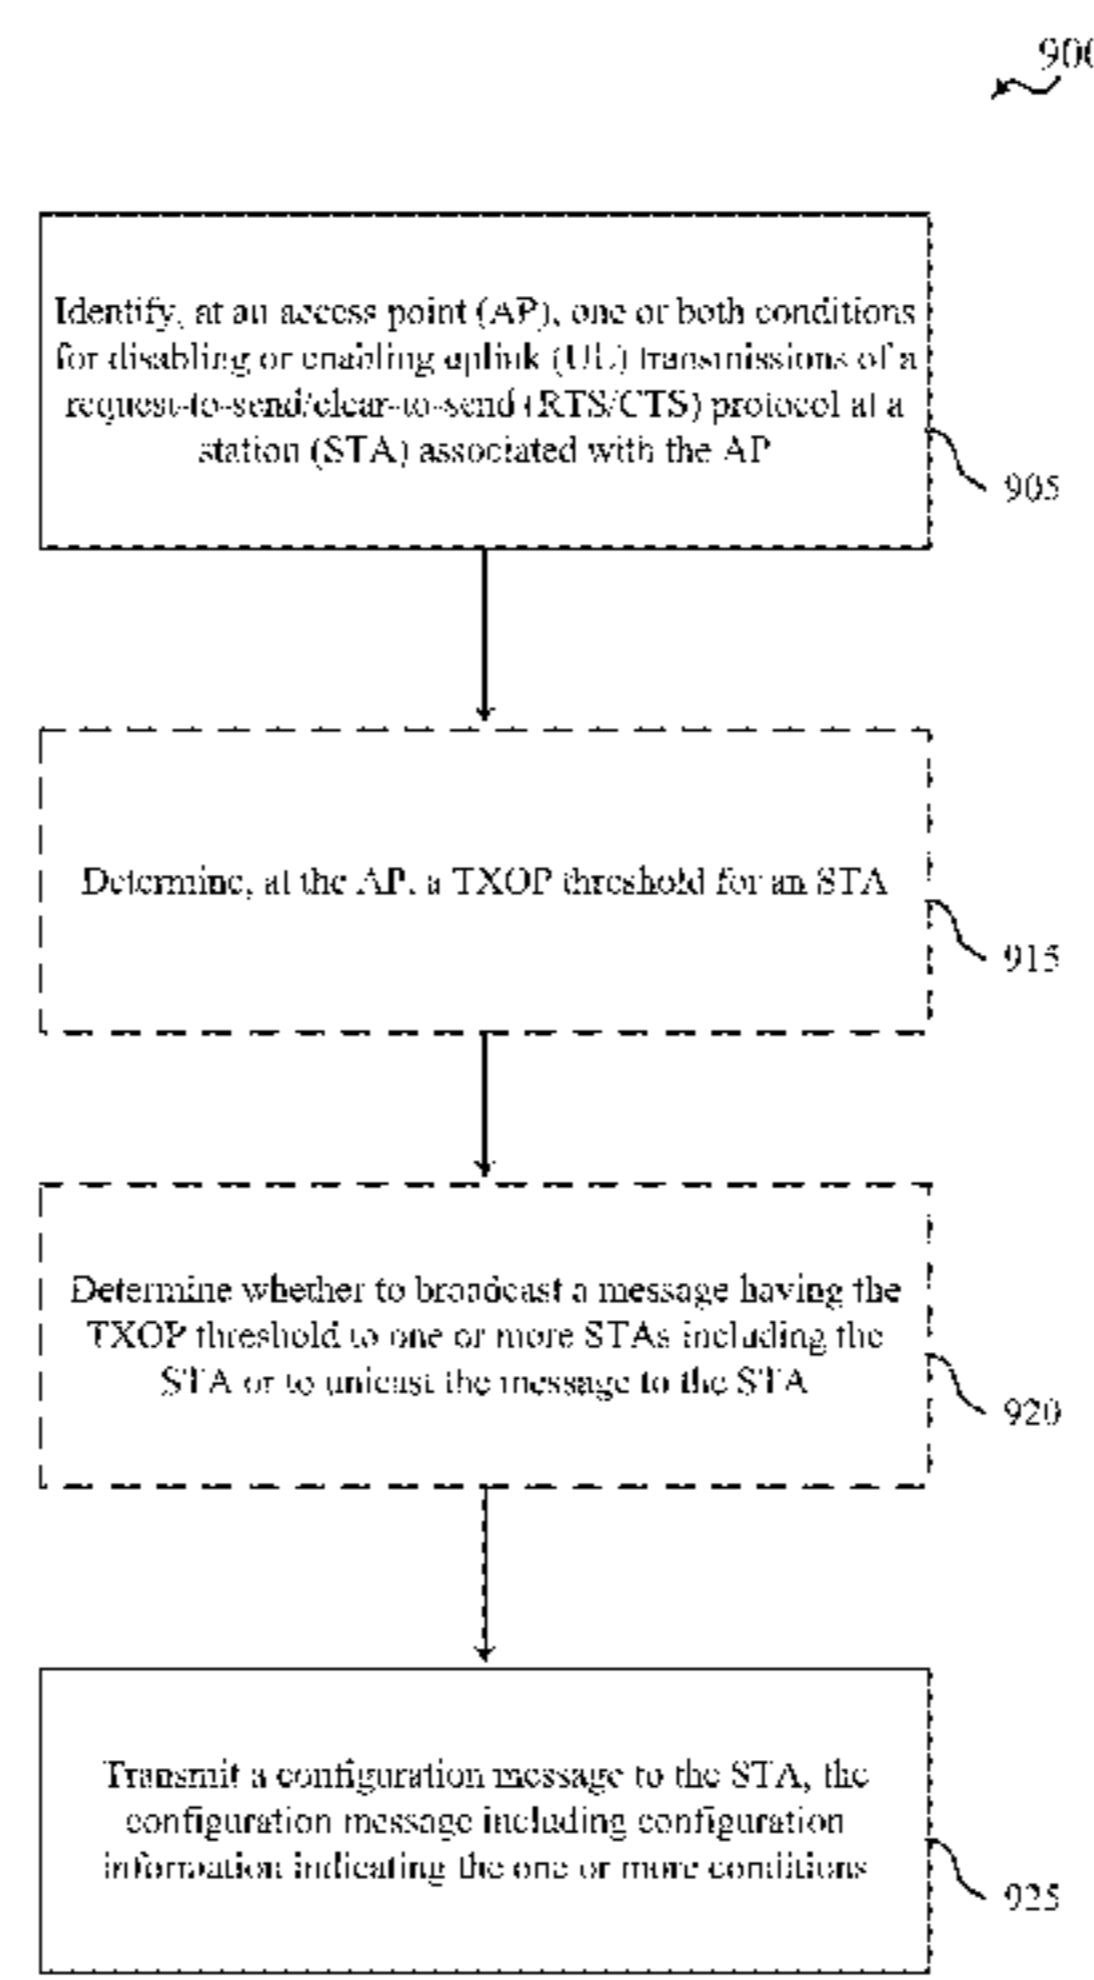 900
Identify, at an access point (AP), one or both conditions
for disabling or enabling uplink (UL) transmissions of a
request-to-send/clear-to-send (RTS/CTS) protocol at a
station (STA) associated with the AP
905
Determine, at the AP, a TXOP threshold for an STA
915
Determine whether to broadcast a message having the
TXOP threshold to one or more STAs including the
STA or to unicast the message to the STA
920
Transmit a configuration message to the STA, the
configuration message including configuration
information indicating the one or more conditions
925